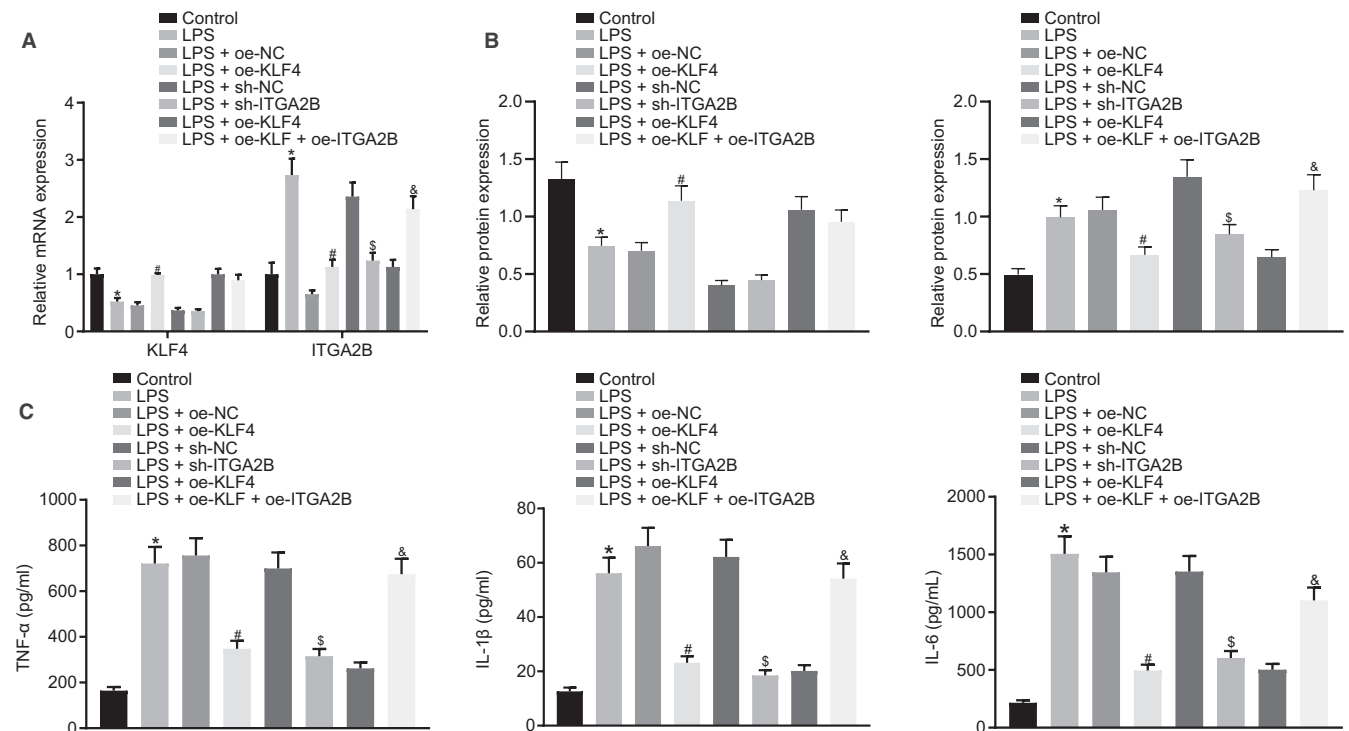 A
Control
LPS
LPS + oe-NC
LPS + oe-KLF4
LPS + sh-NC
LPS + sh-ITGA2B
LPS + oe-KLF4
LPS + oe-KLF + oe-ITGA2B
Relative mRNA expression
4
3
2
1
0
*
#
*
#
$
&
KLF4
ITGA2B
B
Control
LPS
LPS + oe-NC
LPS + oe-KLF4
LPS + sh-NC
LPS + sh-ITGA2B
LPS + oe-KLF4
LPS + oe-KLF + oe-ITGA2B
Relative protein expression
2.0
1.5
1.0
0.5
0.0
*
#
Control
LPS
LPS + oe-NC
LPS + oe-KLF4
LPS + sh-NC
LPS + sh-ITGA2B
LPS + oe-KLF4
LPS + oe-KLF + oe-ITGA2B
Relative protein expression
2.0
1.5
1.0
0.5
0.0
*
#
$
&
C
Control
LPS
LPS + oe-NC
LPS + oe-KLF4
LPS + sh-NC
LPS + sh-ITGA2B
LPS + oe-KLF4
LPS + oe-KLF + oe-ITGA2B
TNF-α (pg/ml)
1000
800
600
400
200
0
*
#
$
&
Control
LPS
LPS + oe-NC
LPS + oe-KLF4
LPS + sh-NC
LPS + sh-ITGA2B
LPS + oe-KLF4
LPS + oe-KLF + oe-ITGA2B
IL-1β (pg/ml)
80
60
40
20
0
*
#
$
&
Control
LPS
LPS + oe-NC
LPS + oe-KLF4
LPS + sh-NC
LPS + sh-ITGA2B
LPS + oe-KLF4
LPS + oe-KLF + oe-ITGA2B
IL-6 (pg/mL)
2000
1500
1000
500
0
*
#
$
&